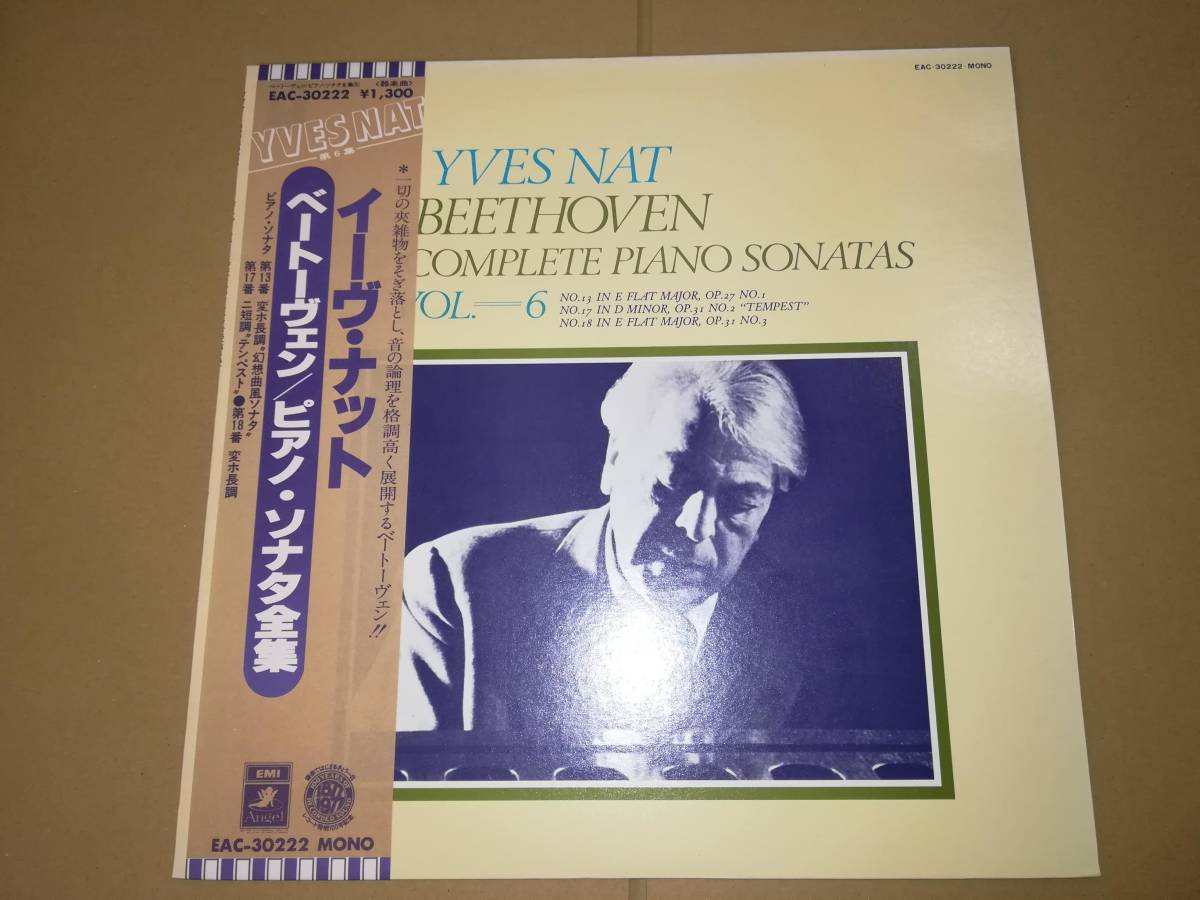 EAC-30222 MONO
YVES NAT
BEETHOVEN
COMPLETE PIANO SONATAS
VOL.=6
NO.13 IN E FLAT MAJOR, OP.27 NO.1
NO.17 IN D MINOR, OP.31 NO.2 “TEMPEST”
NO.18 IN E FLAT MAJOR, OP.31 NO.3
〈器楽曲〉
EAC-30222 ¥1,300
YVES NAT
第6集
*一切の夾雑物をそぎ落とし、音の論理を格調高く展開するベートーヴェン!!
イーヴ・ナット
ベートーヴェン/ピアノ・ソナタ全集
ピアノ・ソナタ 第13番 変ホ長調“幻想曲風ソナタ”
第17番 ニ短調“テンペスト”●第18番 変ホ長調
EMI
Angel
1877
1977
EAC-30222 MONO